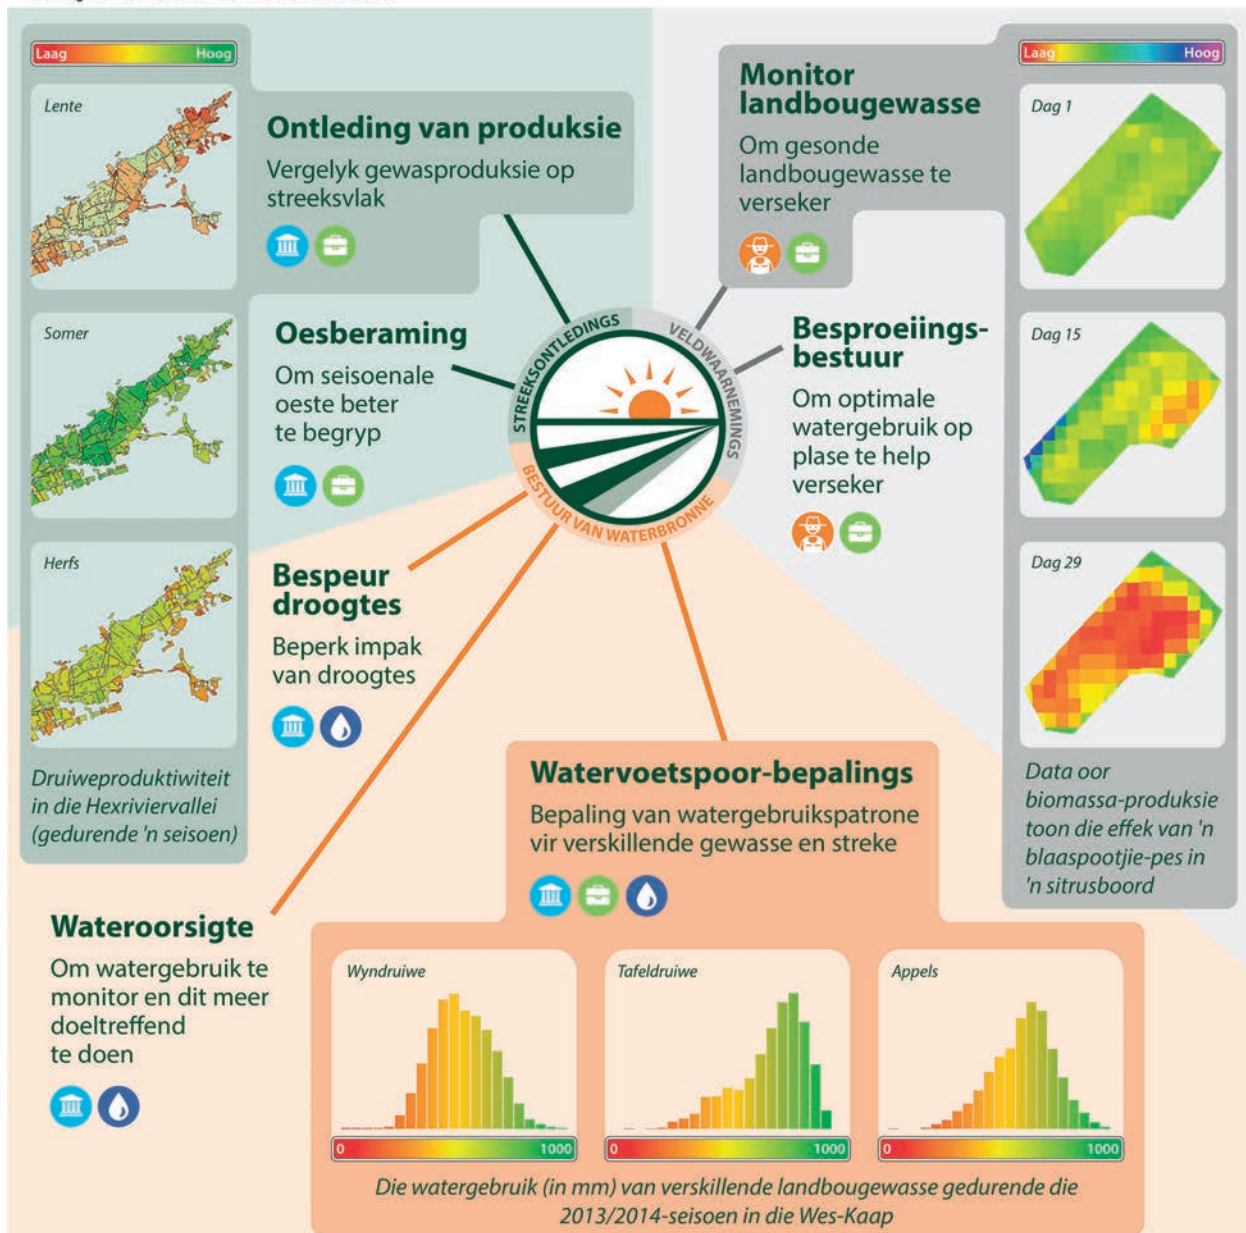 Laag
Hoog
Lente
Somer
Herfs
Druiweproduktiwiteit
in die Hexriviervallei
(gedurende 'n seisoen)
Ontleding van produksie
Vergelyk gewasproduksie op
streeksvlak
Oesberaming
Om seisoenale
oeste beter
te begryp
Bespeur
droogtes
Beperk impak
van droogtes
Wateroorsigte
Om watergebruik te
monitor en dit meer
doeltreffend
te doen
STREEKSONTLEDINGS
VELDWAARNEMINGS
BESTUUR VAN WATERBRONNE
Monitor
landbougewasse
Om gesonde
landbougewasse te
verseker
Besproeiings-
bestuur
Om optimale
watergebruik op
plase te help
verseker
Laag
Hoog
Dag 1
Dag 15
Dag 29
Data oor
biomassa-produksie
toon die effek van 'n
blaaspootjie-pes in
'n sitrusboord
Watervoetspoor-bepalings
Bepaling van watergebruikspatrone
vir verskillende gewasse en streke
Wyndruiwe
0
1000
Tafeldruiwe
0
1000
Appels
0
1000
Die watergebruik (in mm) van verskillende landbougewasse gedurende die
2013/2014-seisoen in die Wes-Kaap